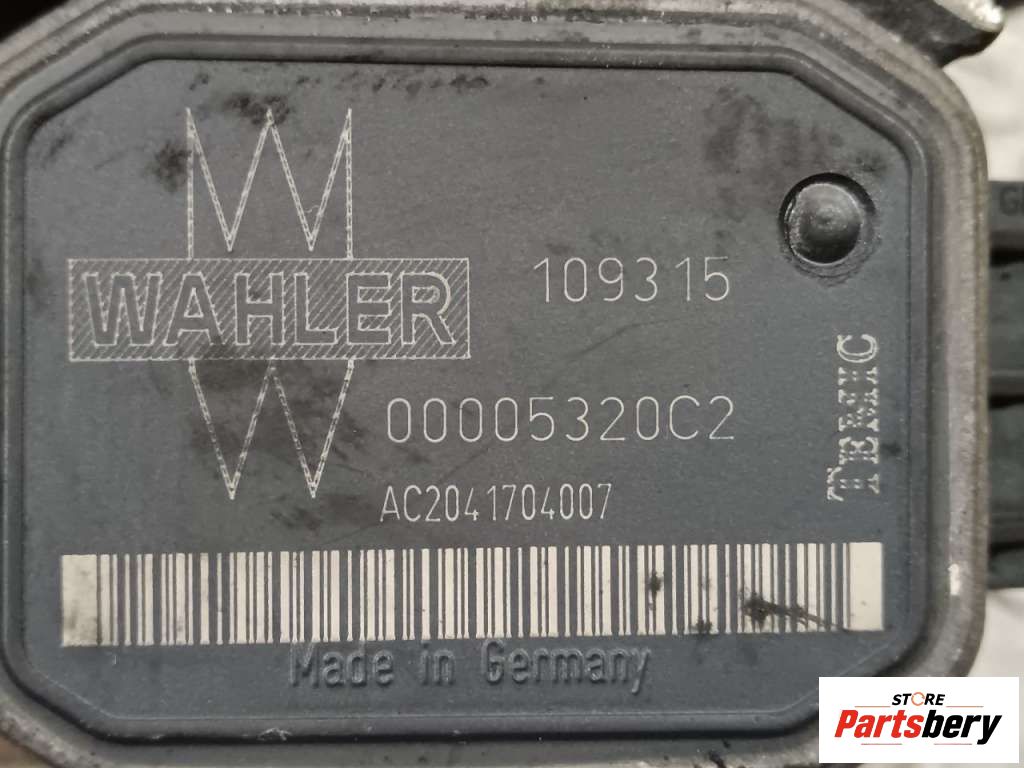 WAHLER
109315
00005320C2
AC2041704007
TEMIC
Made in Germany
STORE
Partsbery